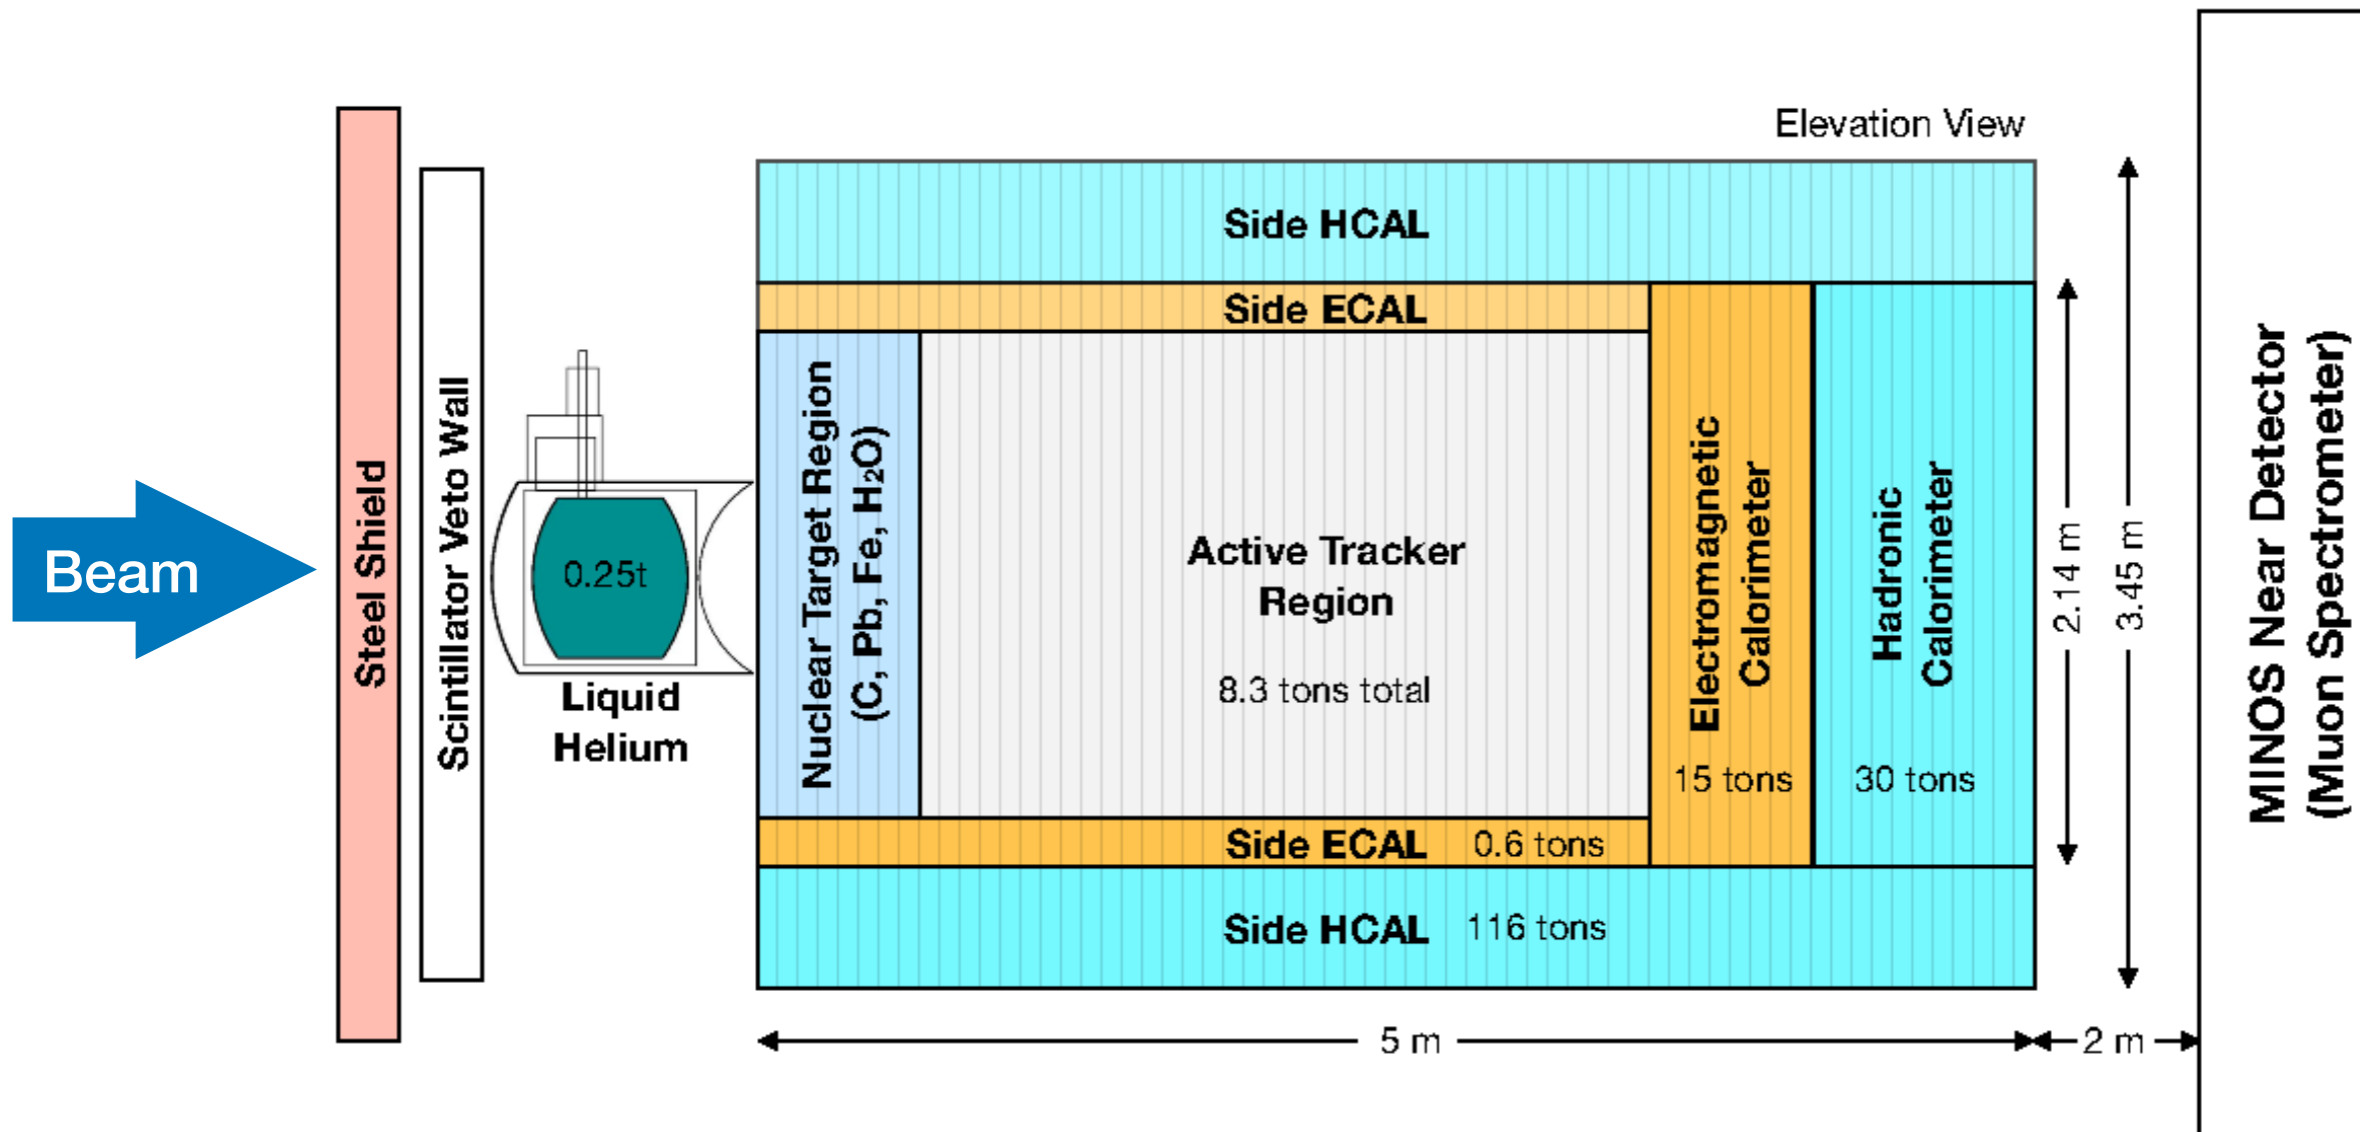 Elevation View
Beam
Steel Shield
Scintillator Veto Wall
0.25t
Liquid
Helium
Side HCAL
Side ECAL
Nuclear Target Region
(C, Pb, Fe, H₂O)
Active Tracker
Region
8.3 tons total
Electromagnetic
Calorimeter
15 tons
Hadronic
Calorimeter
30 tons
Side ECAL 0.6 tons
Side HCAL 116 tons
2.14 m
3.45 m
5 m
2 m
MINOS Near Detector
(Muon Spectrometer)